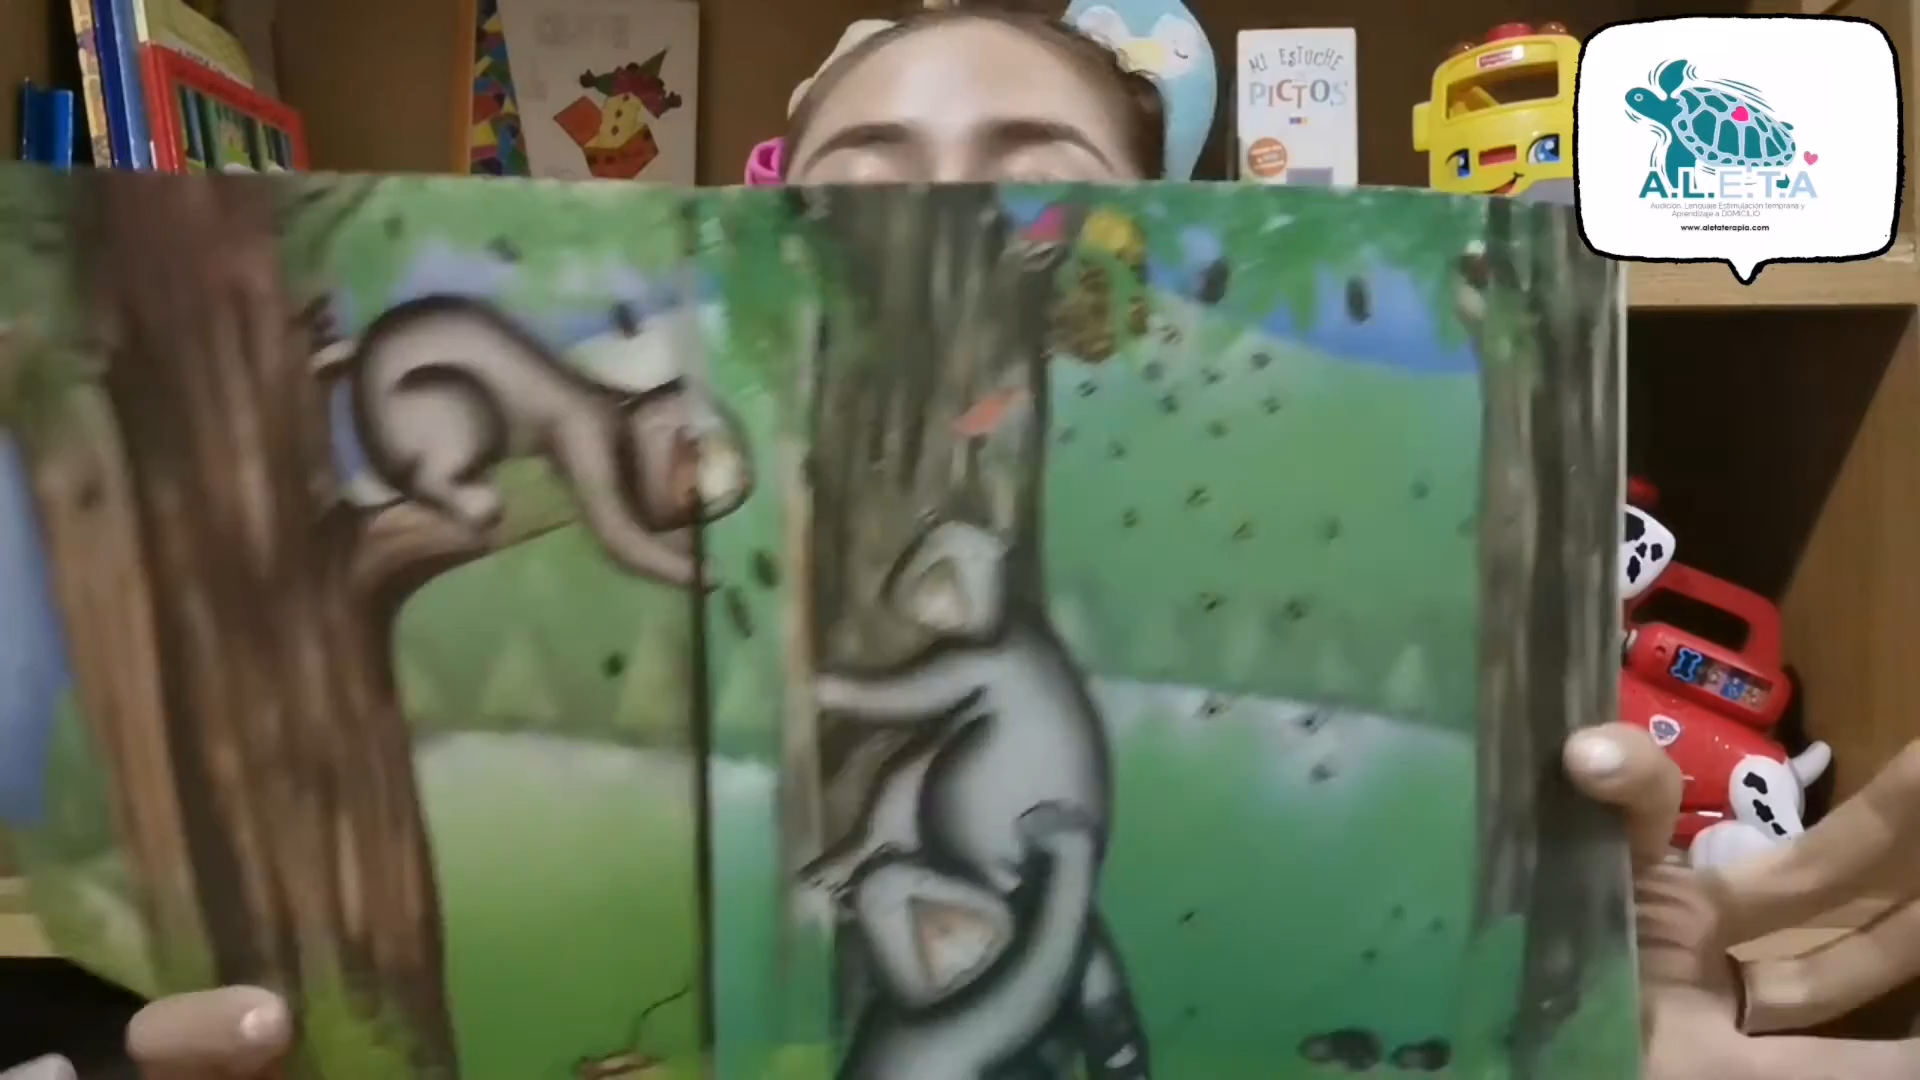 MI ESTUCHE
PICTOS
A.L.E.T.A
Audición, Lenguaje Estimulación temprana y
Aprendizaje a DOMICILIO
www.aletaterapia.com